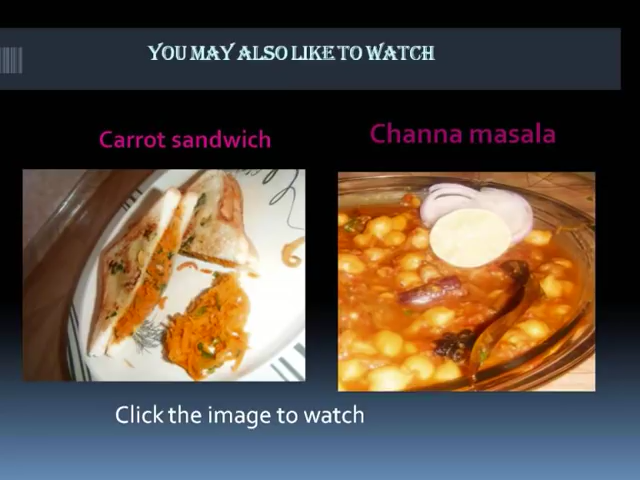 YOU MAY ALSO LIKE TO WATCH
Carrot sandwich
Channa masala
Click the image to watch